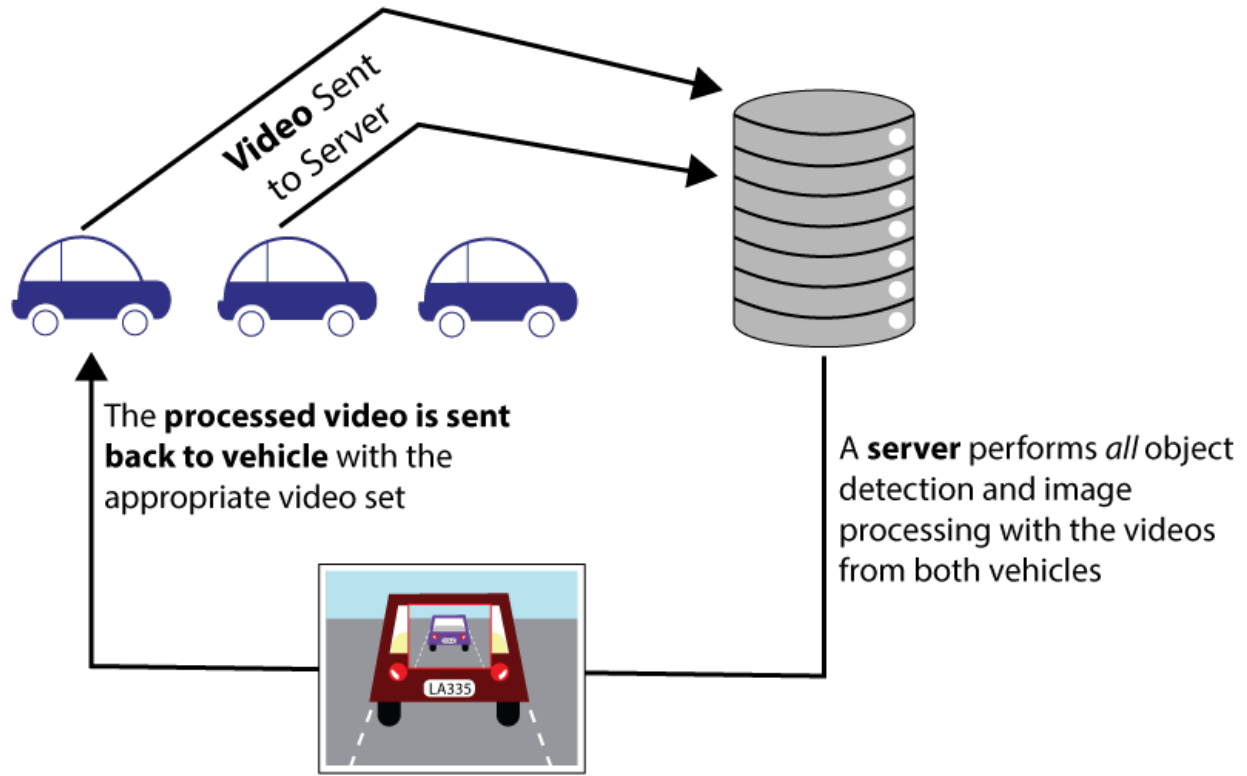 Video Sent
to Server
The processed video is sent
back to vehicle with the
appropriate video set
A server performs all object
detection and image
processing with the videos
from both vehicles
LA335